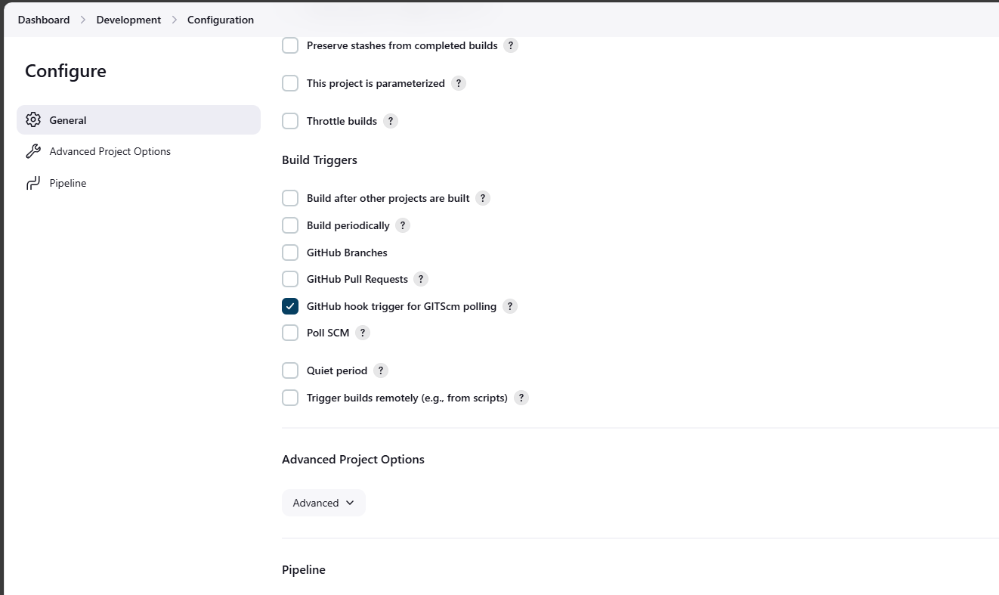 Dashboard > Development > Configuration
Configure
General
Advanced Project Options
Pipeline
Preserve stashes from completed builds ?
This project is parameterized ?
Throttle builds ?
Build Triggers
Build after other projects are built ?
Build periodically ?
GitHub Branches
GitHub Pull Requests ?
GitHub hook trigger for GITScm polling ?
Poll SCM ?
Quiet period ?
Trigger builds remotely (e.g., from scripts) ?
Advanced Project Options
Advanced
Pipeline